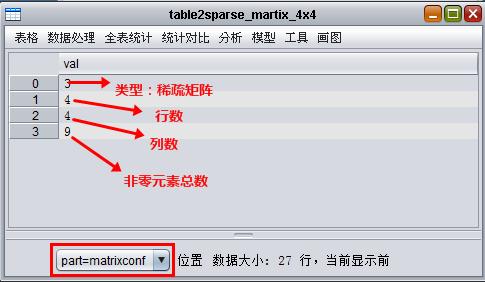 table2sparse_martix_4x4
表格 数据处理 全表统计 统计对比 分析 模型 工具 画图
val
0 3 类型：稀疏矩阵
1 4 行数
2 4 列数
3 9 非零元素总数
part=matrixconf 位置 数据大小: 27 行，当前显示前